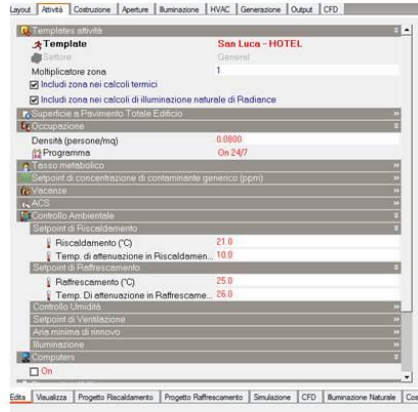 Layout Attività Costruzione Aperture Illuminazione HVAC Generazione Output CFD
Templates attività
Template San Luca - HOTEL
Settore General
Moltiplicatore zona 1
Includi zona nei calcoli termici
Includi zona nei calcoli di illuminazione naturale di Radiance
Superficie a Pavimento Totale Edificio
Occupazione
Densità (persone/mq) 0.0800
Programma On 24/7
Tasso metabolico
Setpoint di concentrazione di contaminante generico (ppm)
Vacanze
ACS
Controllo Ambientale
Setpoint di Riscaldamento
Riscaldamento (°C) 21.0
Temp. di attenuazione in Riscaldamen... 10.0
Setpoint di Raffrescamento
Raffrescamento (°C) 25.0
Temp. Di attenuazione in Raffrescame... 26.0
Controllo Umidità
Setpoint di Ventilazione
Aria minima di rinnovo
Illuminazione
Computers
On
Edita Visualizza Progetto Riscaldamento Progetto Raffrescamento Simulazione CFD Illuminazione Naturale Cos